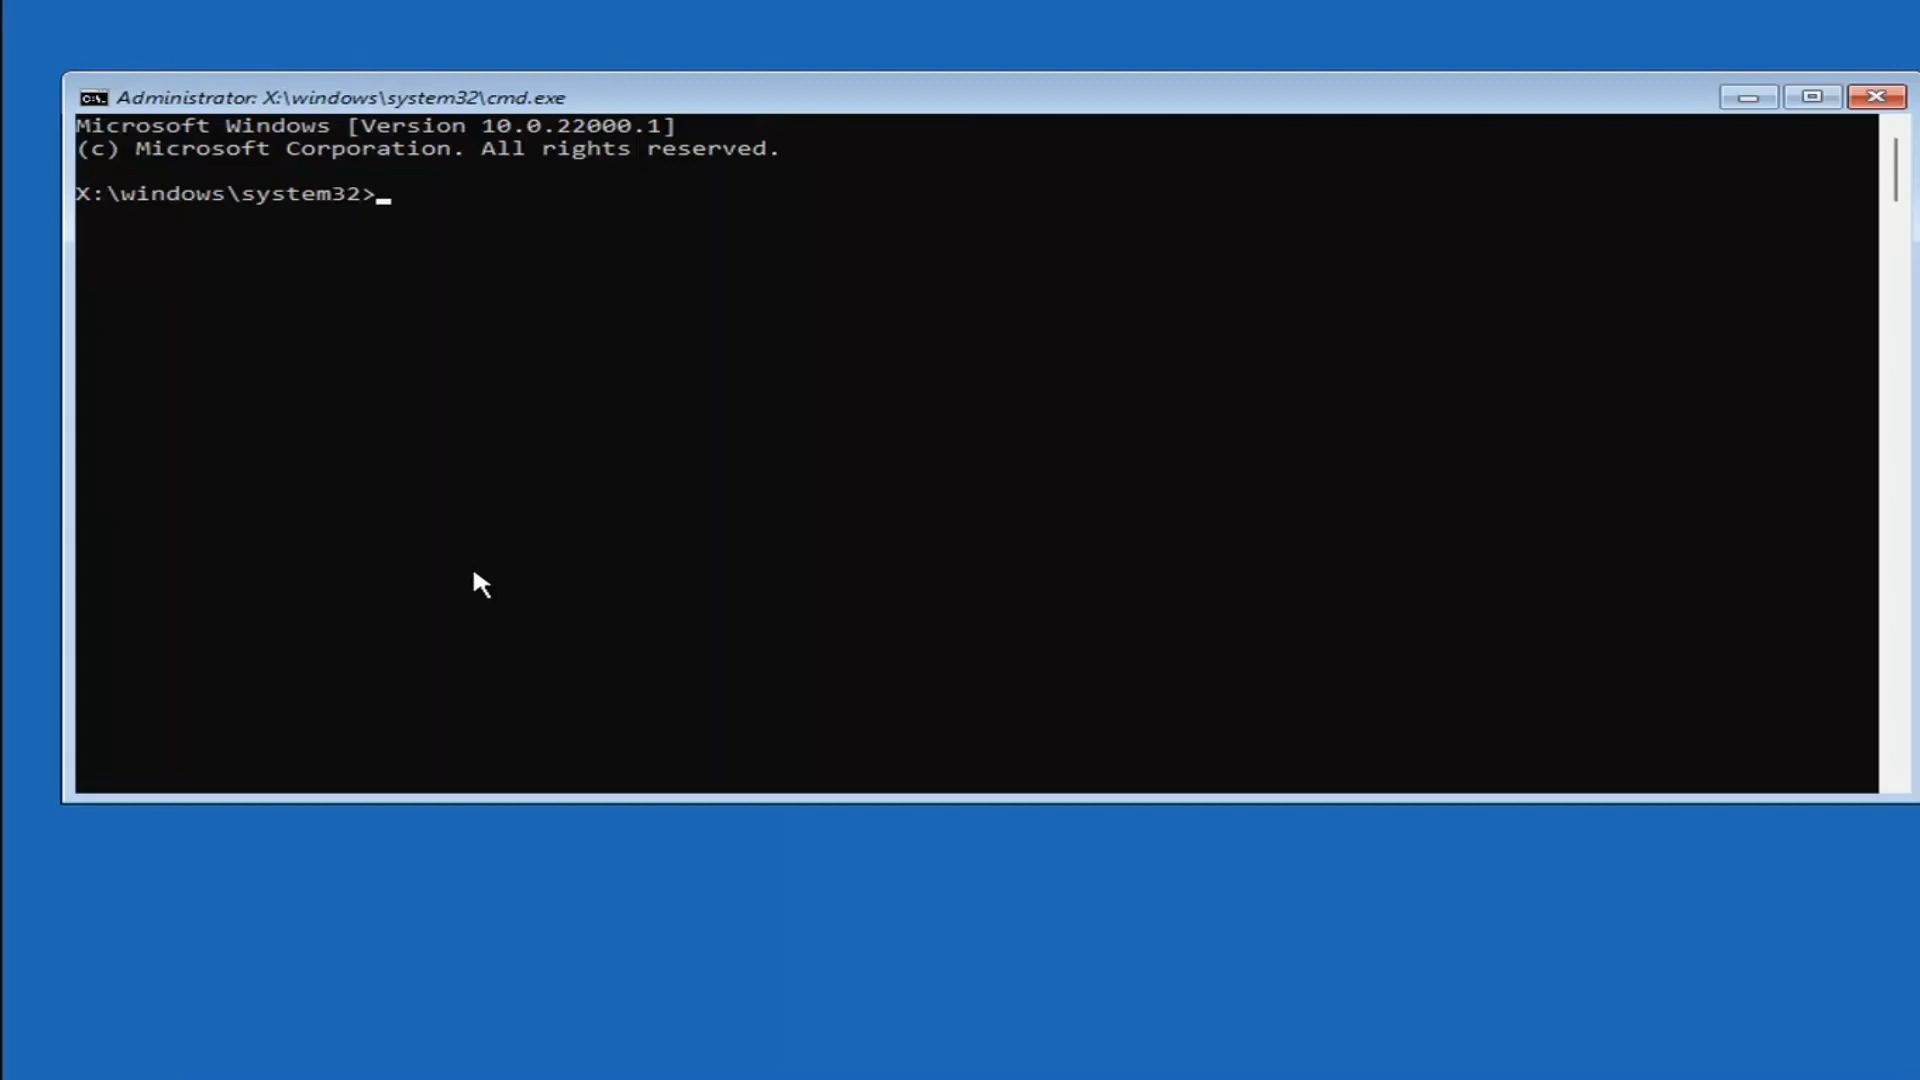 Administrator: X:\windows\system32\cmd.exe
Microsoft Windows [Version 10.0.22000.1]
(c) Microsoft Corporation. All rights reserved.
X:\windows\system32>